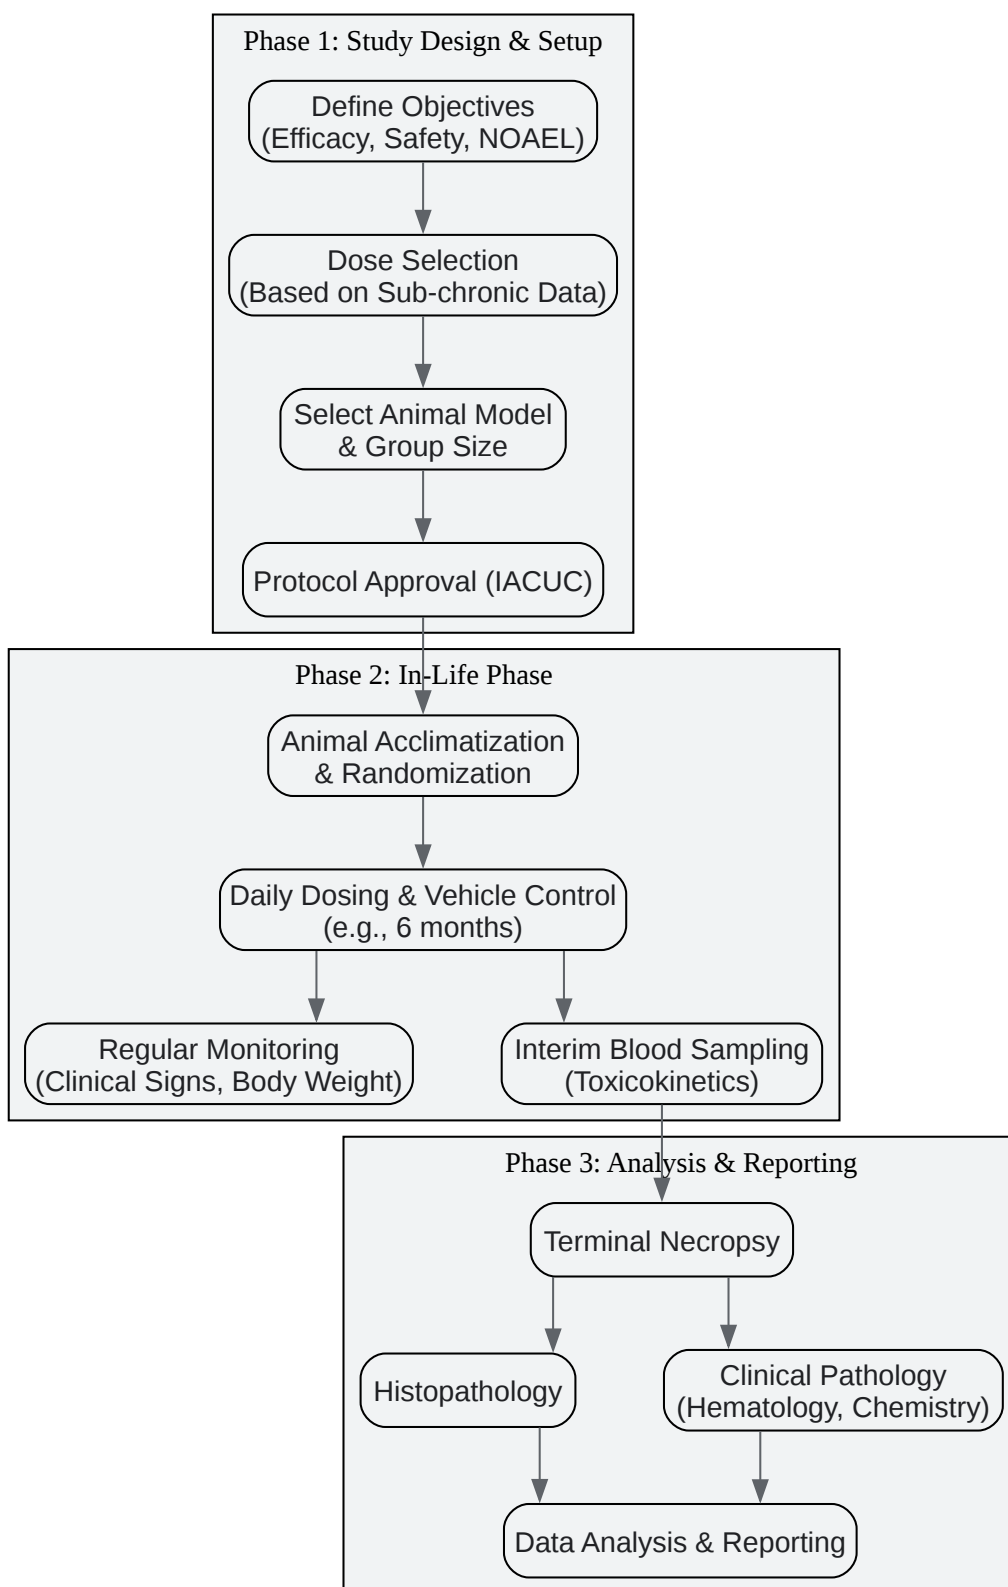 Phase 1: Study Design & Setup
Define Objectives
(Efficacy, Safety, NOAEL)
Dose Selection
(Based on Sub-chronic Data)
Select Animal Model
& Group Size
Protocol Approval (IACUC)
Phase 2: In-Life Phase
Animal Acclimatization
& Randomization
Daily Dosing & Vehicle Control
(e.g., 6 months)
Regular Monitoring
(Clinical Signs, Body Weight)
Interim Blood Sampling
(Toxicokinetics)
Phase 3: Analysis & Reporting
Terminal Necropsy
Histopathology
Clinical Pathology
(Hematology, Chemistry)
Data Analysis & Reporting